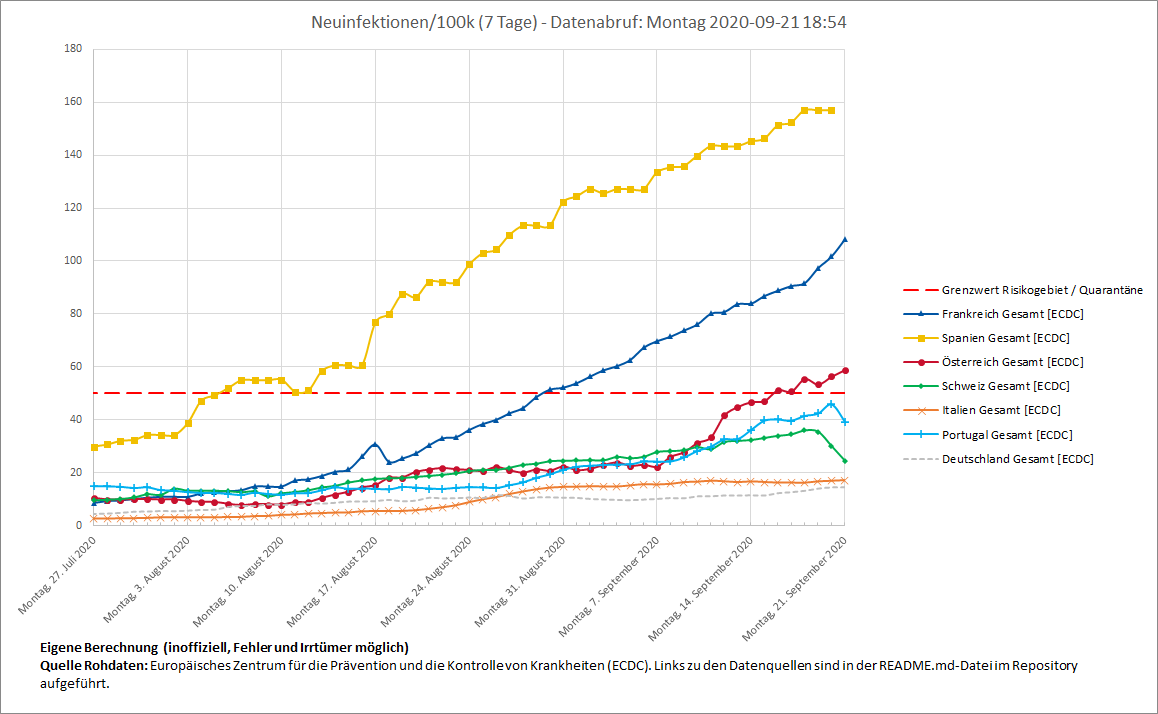 Neuinfektionen/100k (7 Tage) - Datenabruf: Montag 2020-09-21 18:54
180
160
140
120
100
80
60
40
20
0
Montag, 27. Juli 2020
Montag, 3. August 2020
Montag, 10. August 2020
Montag, 17. August 2020
Montag, 24. August 2020
Montag, 31. August 2020
Montag, 7. September 2020
Montag, 14. September 2020
Montag, 21. September 2020
Grenzwert Risikogebiet / Quarantäne
Frankreich Gesamt [ECDC]
Spanien Gesamt [ECDC]
Österreich Gesamt [ECDC]
Schweiz Gesamt [ECDC]
Italien Gesamt [ECDC]
Portugal Gesamt [ECDC]
Deutschland Gesamt [ECDC]
Eigene Berechnung (inoffiziell, Fehler und Irrtümer möglich)
Quelle Rohdaten: Europäisches Zentrum für die Prävention und die Kontrolle von Krankheiten (ECDC). Links zu den Datenquellen sind in der README.md-Datei im Repository
aufgeführt.